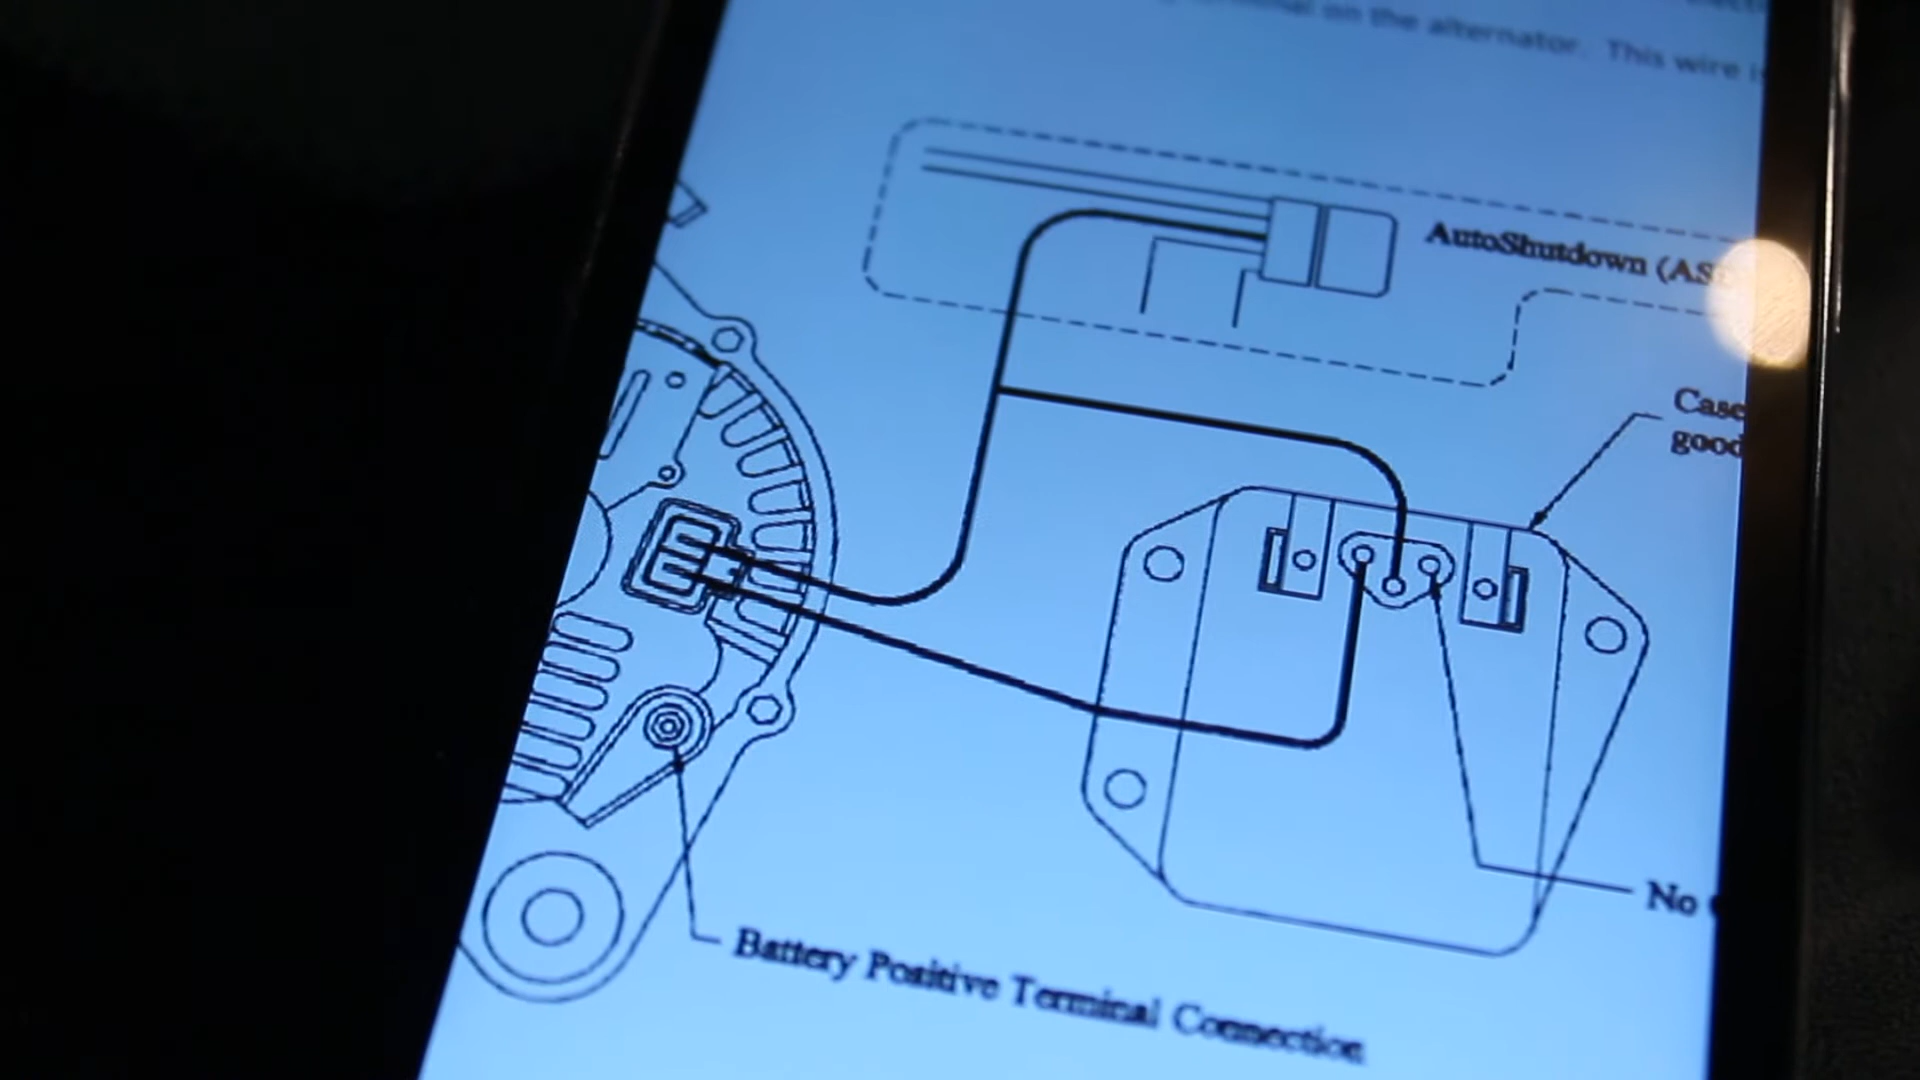 on the alternator. This wire
AutoShutdown (AS
Case
good
No
Battery Positive Terminal Connection